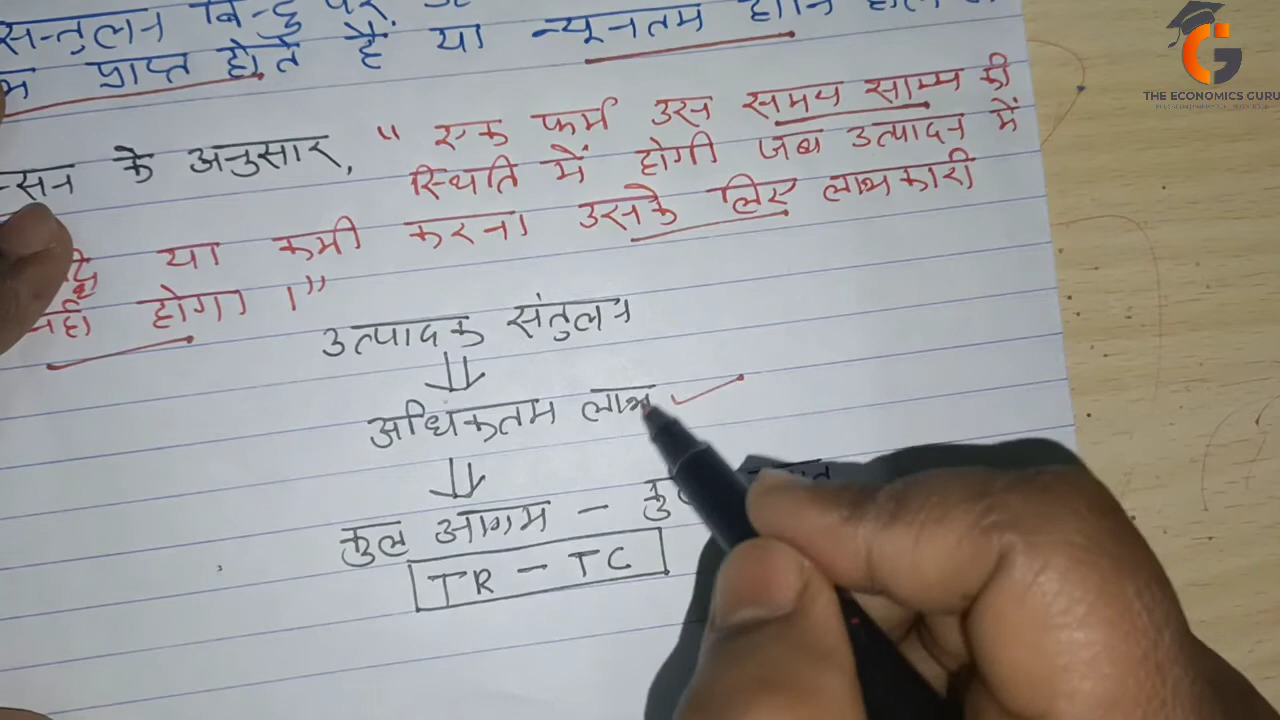 सन्तुलन बिन्दु पर
प्राप्त होते हैं या न्यूनतम हानि
के अनुसार, " एक फर्म उस समय साम्य की
स्थिति में होगी जब उत्पादन में
या कमी करना उसके लिए लाभकारी
नहीं होगा ।"
उत्पादक संतुलन
अधिकतम लाभ
कुल आगम -
TR - TC
G
THE ECONOMICS GURU